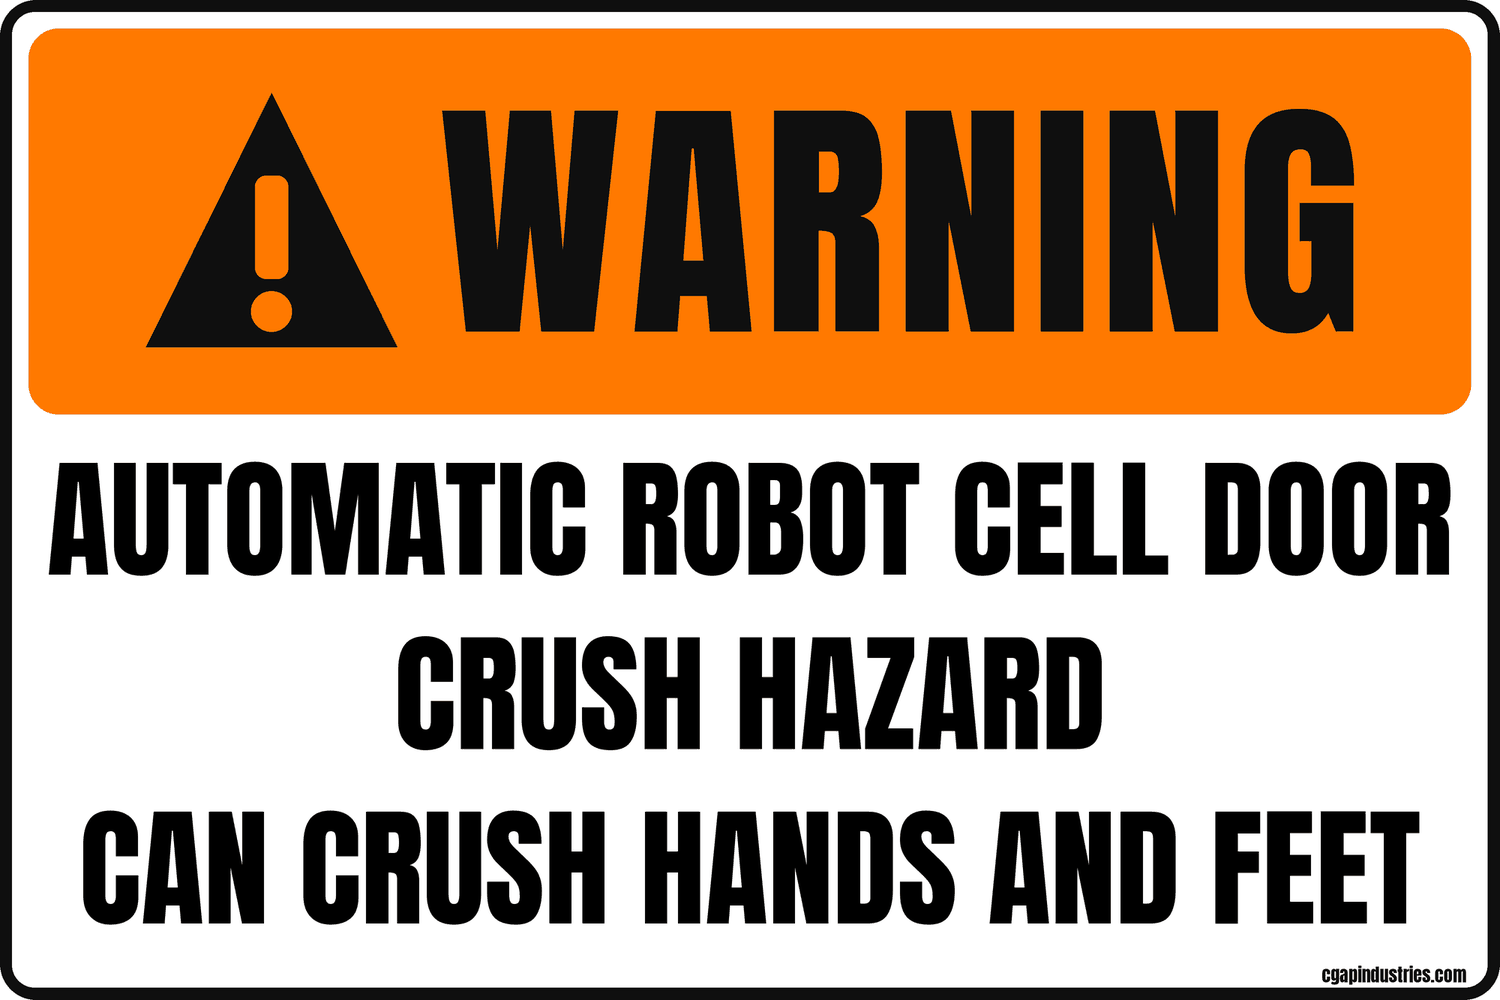 WARNING
AUTOMATIC ROBOT CELL DOOR
CRUSH HAZARD
CAN CRUSH HANDS AND FEET
cgapindustries.com